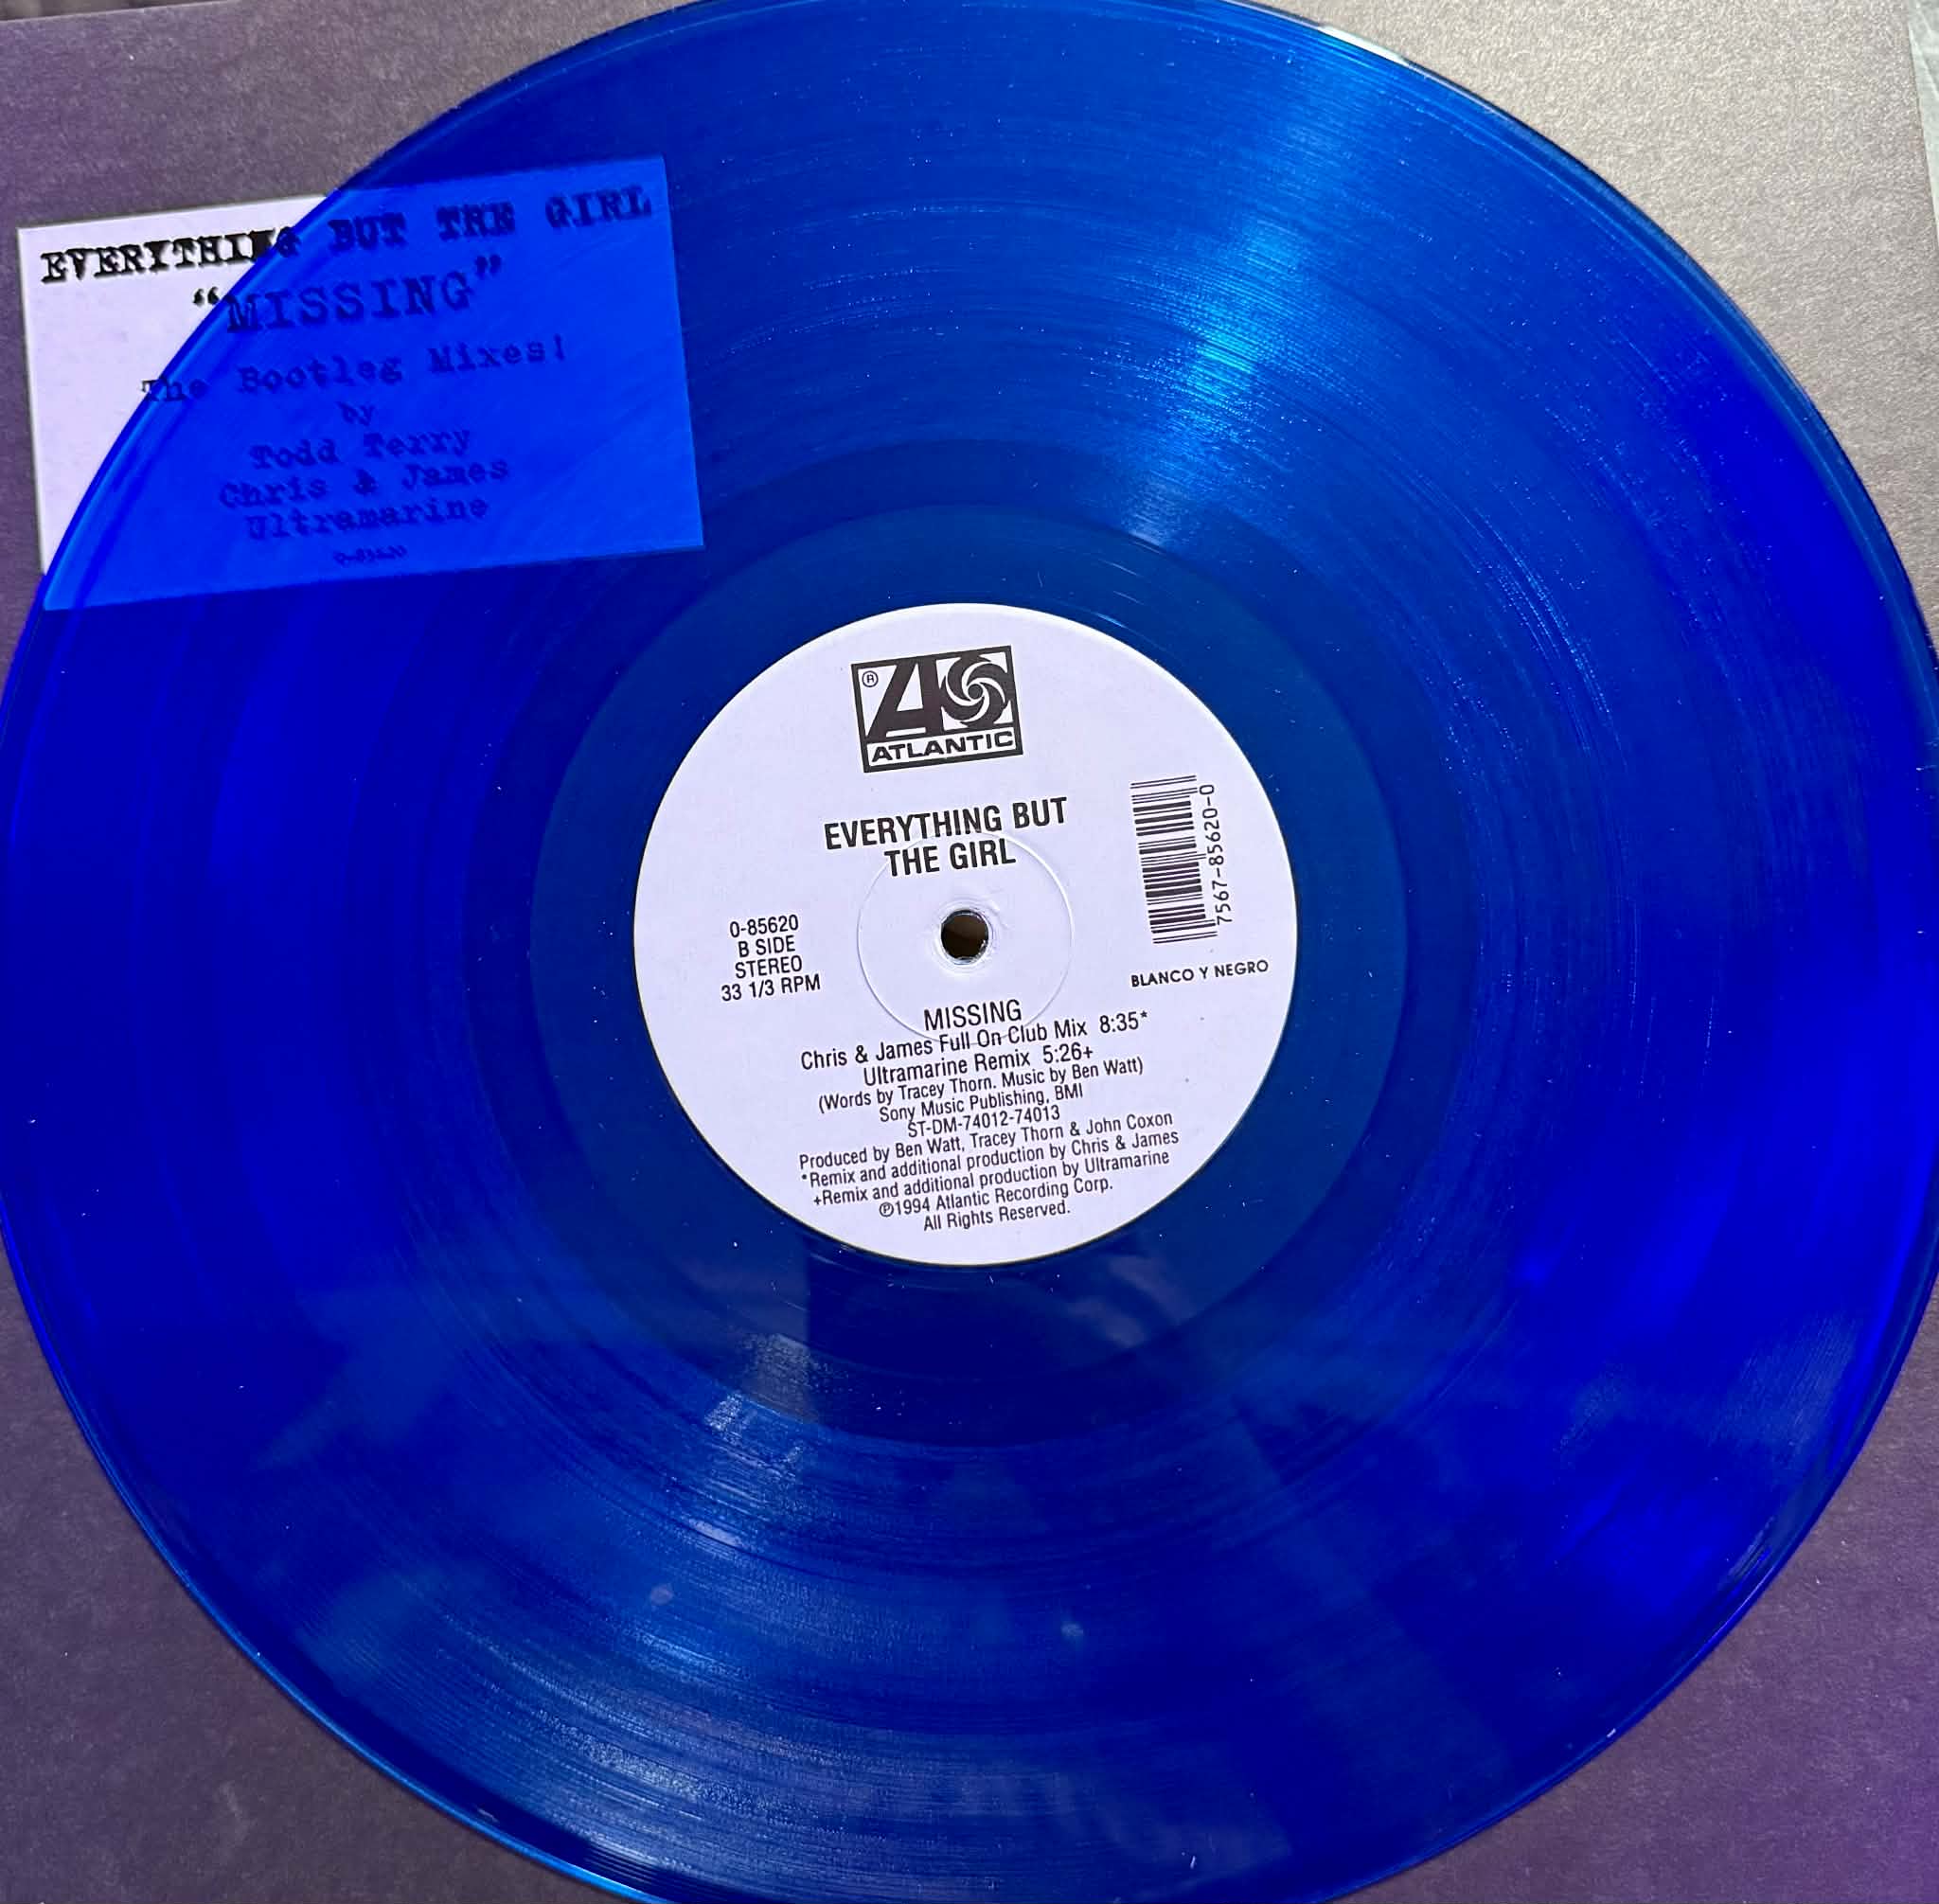 EVERYTHING BUT THE GIRL
"MISSING"
The Bootleg Mixes!
by
Todd Terry
Chris & James
Ultramarine
0-85620
®
ATLANTIC
EVERYTHING BUT
THE GIRL
7567-85620-0
0-85620
B SIDE
STEREO
33 1/3 RPM
BLANCO Y NEGRO
MISSING
Chris & James Full On Club Mix 8:35*
Ultramarine Remix 5:26+
(Words by Tracey Thorn. Music by Ben Watt)
Sony Music Publishing, BMI
ST-DM-74012-74013
Produced by Ben Watt, Tracey Thorn & John Coxon
*Remix and additional production by Chris & James
+Remix and additional production by Ultramarine
℗1994 Atlantic Recording Corp.
All Rights Reserved.